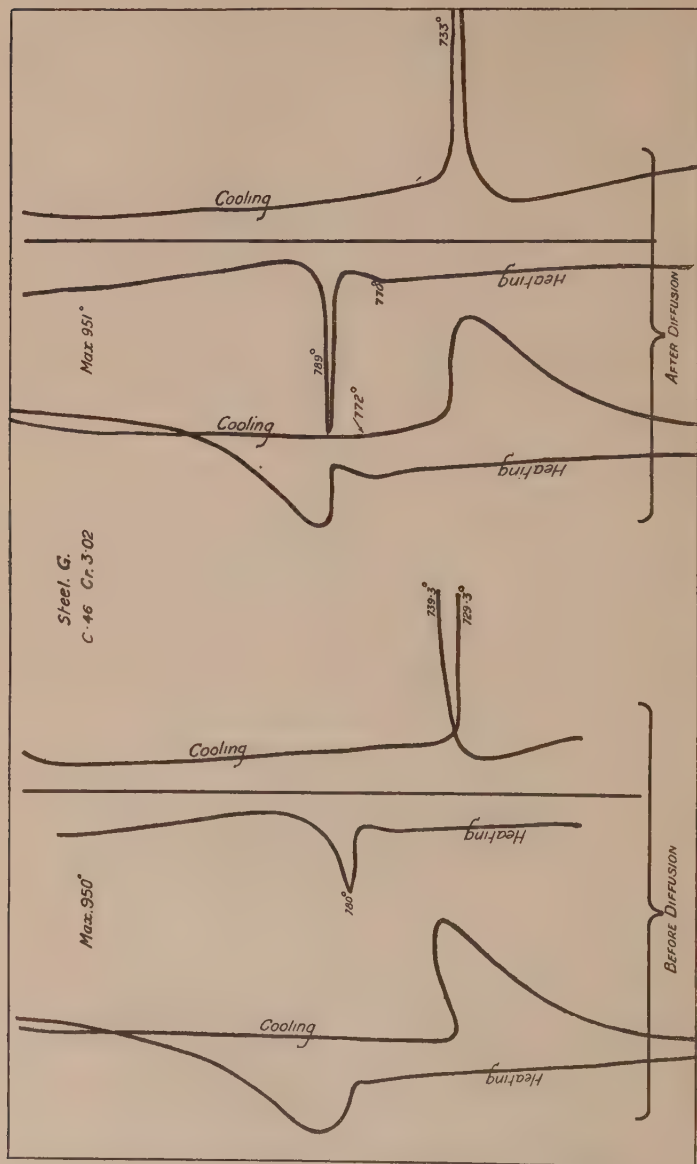 733°
Cooling
Max 951°
789°
770°
Heating
Cooling
772°
Heating
AFTER DIFFUSION
Steel. G.
C·46 Cr. 3·02
739·3°
729·3°
Cooling
Max. 950°
780°
Heating
Cooling
Heating
BEFORE DIFFUSION